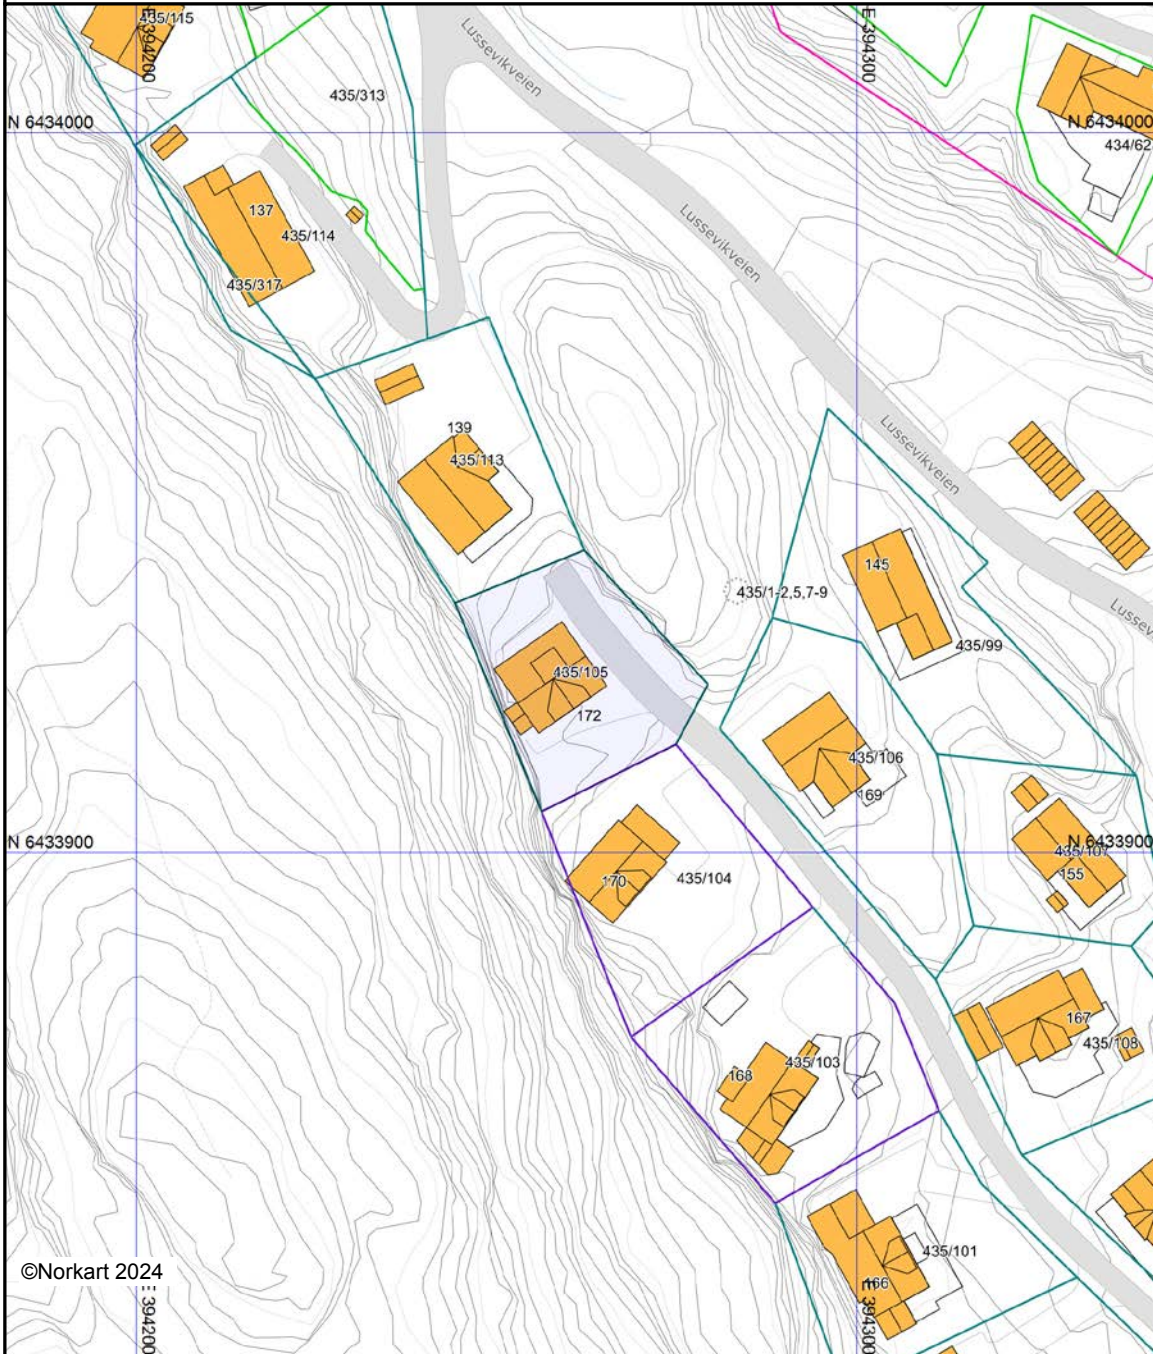 435/115
E 394200
Lussevikveien
E 394300
435/313
N 6434000
N 6434000
434/62
137
435/114
435/317
Lussevikveien
139
435/113
Lussevikveien
145
435/1-2,5,7-9
Lussev
435/99
435/105
172
435/106
169
N 6433900
N 6433900
435/107
155
170
435/104
167
435/108
435/103
168
435/101
166
©Norkart 2024
E 394200
E 394300